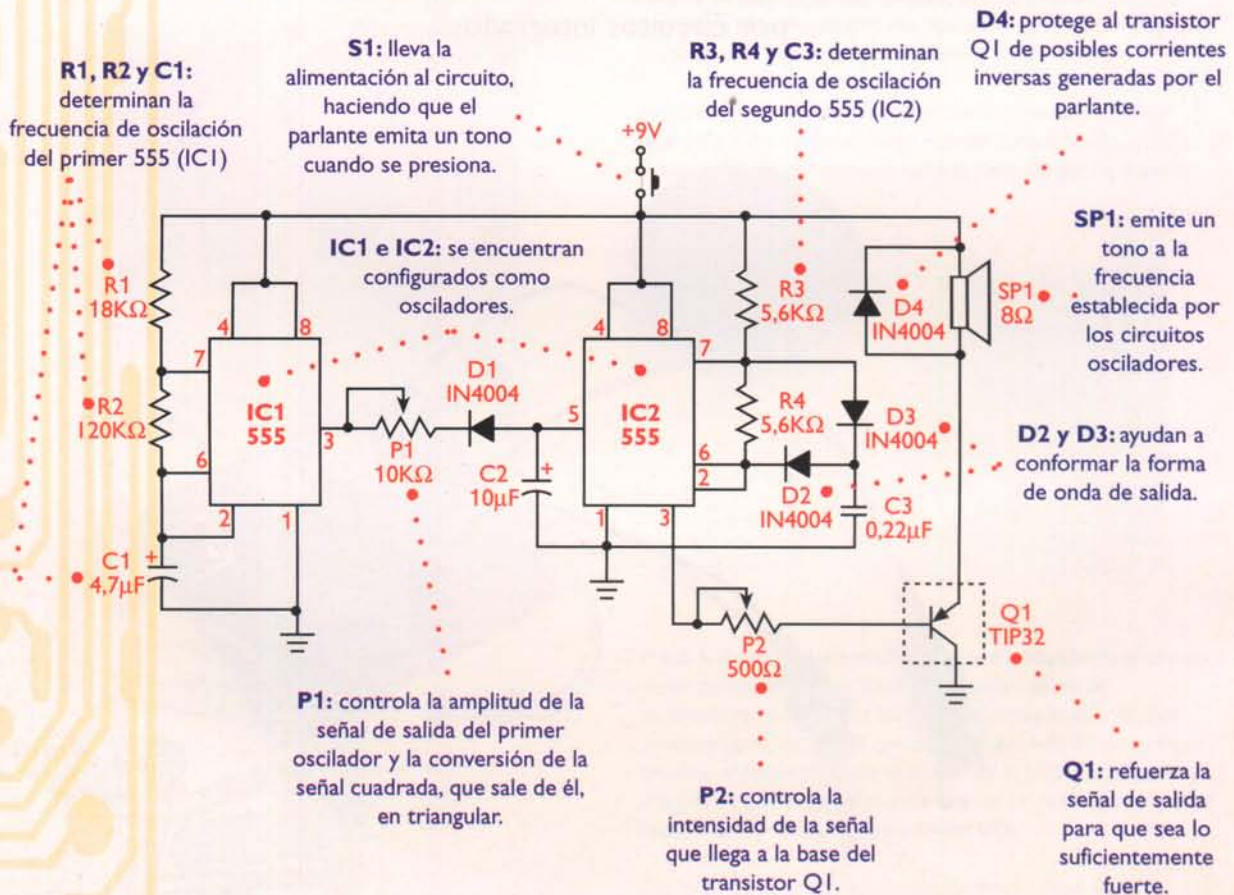 por circuitos integrados
R1, R2 y C1:
determinan la
frecuencia de oscilación
del primer 555 (IC1)
S1: lleva la
alimentación al circuito,
haciendo que el
parlante emita un tono
cuando se presiona.
R3, R4 y C3: determinan
la frecuencia de oscilación
del segundo 555 (IC2)
D4: protege al transistor
Q1 de posibles corrientes
inversas generadas por el
parlante.
+9V
IC1 e IC2: se encuentran
configurados como
osciladores.
SP1: emite un
tono a la
frecuencia
establecida por
los circuitos
osciladores.
R1
18KΩ
R2
120KΩ
C1
+
4,7µF
4
8
7
6
2
1
3
IC1
555
P1
10KΩ
D1
IN4004
C2
+
10µF
4
8
5
7
6
2
1
3
IC2
555
R3
5,6KΩ
R4
5,6KΩ
D3
IN4004
D2
IN4004
C3
0,22µF
D4
IN4004
SP1
8Ω
D2 y D3: ayudan a
conformar la forma
de onda de salida.
P2
500Ω
Q1
TIP32
P1: controla la amplitud de la
señal de salida del primer
oscilador y la conversión de la
señal cuadrada, que sale de él,
en triangular.
P2: controla la
intensidad de la señal
que llega a la base del
transistor Q1.
Q1: refuerza la
señal de salida
para que sea lo
suficientemente
fuerte.